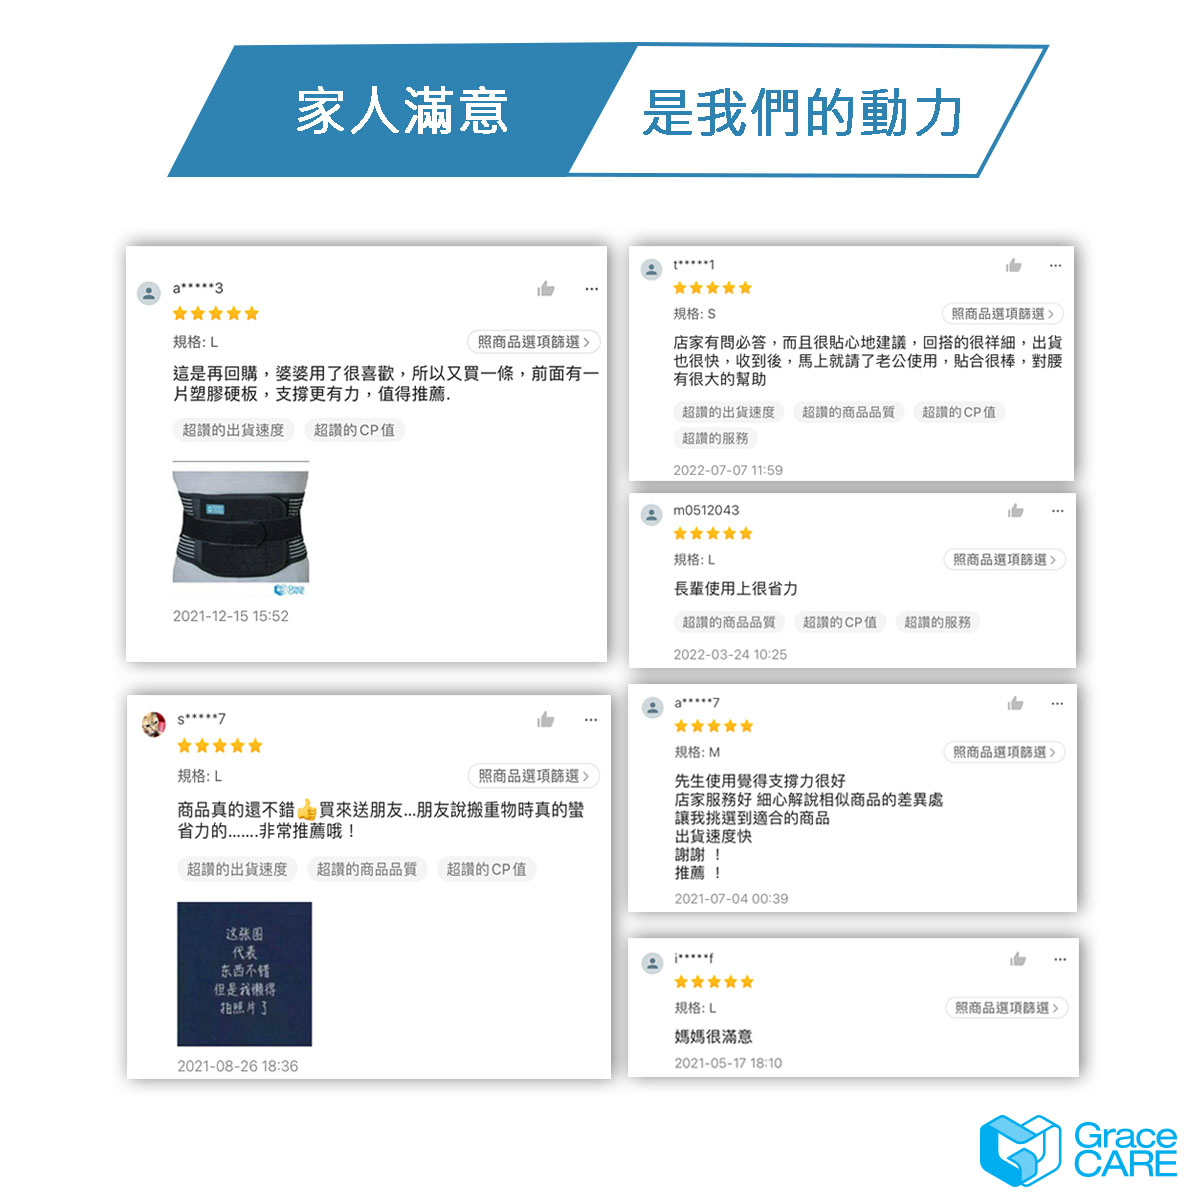 家人滿意
是我們的動力
a*****3
規格: L
照商品選項篩選 >
這是再回購，婆婆用了很喜歡，所以又買一條，前面有一
片塑膠硬板，支撐更有力，值得推薦.
超讚的出貨速度
超讚的CP值
Grace
CARE
2021-12-15 15:52
s*****7
規格: L
照商品選項篩選 >
商品真的還不錯👍買來送朋友...朋友說搬重物時真的蠻
省力的.......非常推薦哦！
超讚的出貨速度
超讚的商品品質
超讚的CP值
这张图
代表
东西不错
但是我懒得
拍照片了
2021-08-26 18:36
t*****1
規格: S
照商品選項篩選 >
店家有問必答，而且很貼心地建議，回搭的很祥細，出貨
也很快，收到後，馬上就請了老公使用，貼合很棒，對腰
有很大的幫助
超讚的出貨速度
超讚的商品品質
超讚的CP值
超讚的服務
2022-07-07 11:59
m0512043
規格: L
照商品選項篩選 >
長輩使用上很省力
超讚的商品品質
超讚的CP值
超讚的服務
2022-03-24 10:25
a*****7
規格: M
照商品選項篩選 >
先生使用覺得支撐力很好
店家服務好 細心解說相似商品的差異處
讓我挑選到適合的商品
出貨速度快
謝謝 ！
推薦 ！
2021-07-04 00:39
i*****f
規格: L
照商品選項篩選 >
媽媽很滿意
2021-05-17 18:10
Grace
CARE